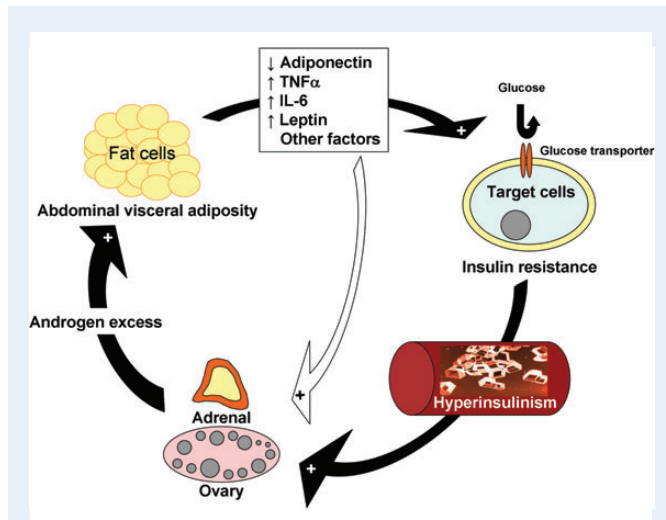 ↓ Adiponectin
↑ TNFα
↑ IL-6
↑ Leptin
Other factors
Glucose
+
Glucose transporter
Fat cells
Target cells
Abdominal visceral adiposity
+
Insulin resistance
Androgen excess
Hyperinsulinism
+
Adrenal
+
Ovary